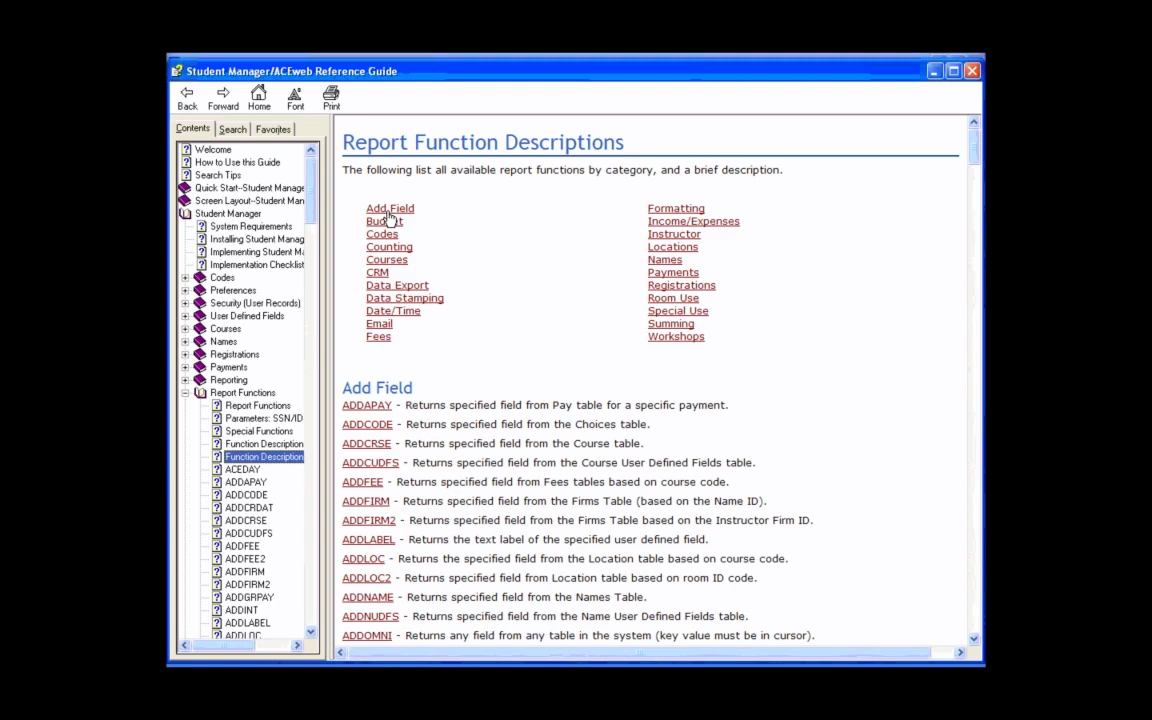 Student Manager/ACEweb Reference Guide
Back Forward Home Font Print
Contents Search Favorites
Welcome
How to Use this Guide
Search Tips
Quick Start--Student Manage
Screen Layout--Student Man
Student Manager
System Requirements
Installing Student Manag
Implementing Student Ma
Implementation Checklist
Codes
Preferences
Security (User Records)
User Defined Fields
Courses
Names
Registrations
Payments
Reporting
Report Functions
Report Functions
Parameters: SSN/ID
Special Functions
Function Description
Function Description
ACEDAY
ADDAPAY
ADDCODE
ADDCRDAT
ADDCRSE
ADDCUDFS
ADDFEE
ADDFEE2
ADDFIRM
ADDFIRM2
ADDGRPAY
ADDINT
ADDLABEL
ADDLOC
Report Function Descriptions
The following list all available report functions by category, and a brief description.
Add Field
Budget
Codes
Counting
Courses
CRM
Data Export
Data Stamping
Date/Time
Email
Fees
Formatting
Income/Expenses
Instructor
Locations
Names
Payments
Registrations
Room Use
Special Use
Summing
Workshops
Add Field
ADDAPAY - Returns specified field from Pay table for a specific payment.
ADDCODE - Returns specified field from the Choices table.
ADDCRSE - Returns specified field from the Course table.
ADDCUDFS - Returns specified field from the Course User Defined Fields table.
ADDFEE - Returns specified field from Fees tables based on course code.
ADDFIRM - Returns specified field from the Firms Table (based on the Name ID).
ADDFIRM2 - Returns specified field from the Firms Table based on the Instructor Firm ID.
ADDLABEL - Returns the text label of the specified user defined field.
ADDLOC - Returns the specified field from the Location table based on course code.
ADDLOC2 - Returns specified field from Location table based on room ID code.
ADDNAME - Returns specified field from the Names Table.
ADDNUDFS - Returns specified field from the Name User Defined Fields table.
ADDOMNI - Returns any field from any table in the system (key value must be in cursor).